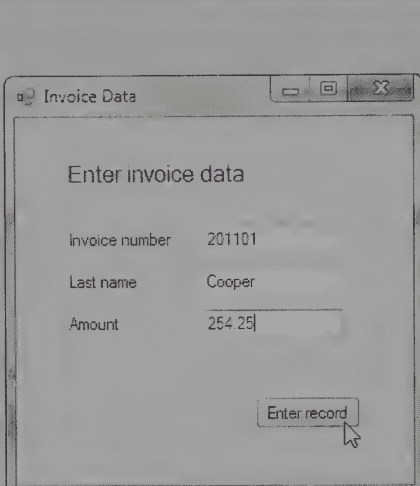 Invoice Data
Enter invoice data
Invoice number 201101
Last name Cooper
Amount 254.25
Enter record